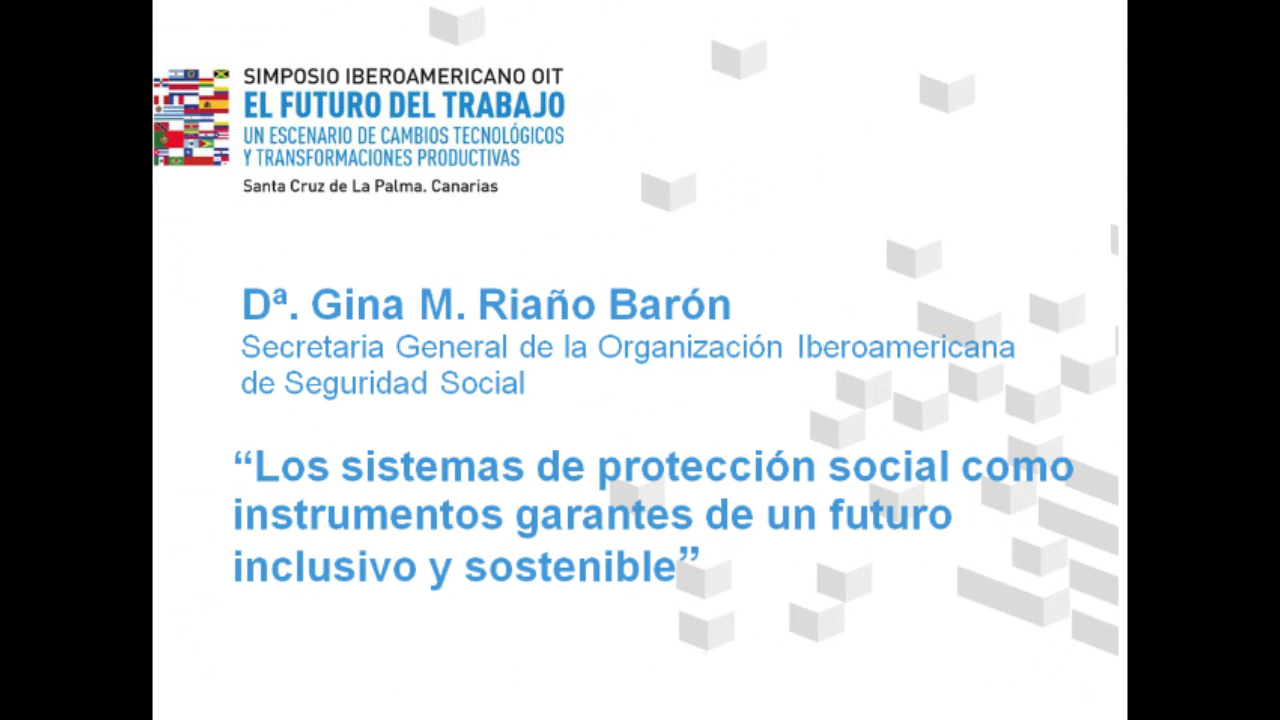 SIMPOSIO IBEROAMERICANO OIT
EL FUTURO DEL TRABAJO
UN ESCENARIO DE CAMBIOS TECNOLÓGICOS
Y TRANSFORMACIONES PRODUCTIVAS
Santa Cruz de La Palma. Canarias
Dª. Gina M. Riaño Barón
Secretaria General de la Organización Iberoamericana
de Seguridad Social
“Los sistemas de protección social como
instrumentos garantes de un futuro
inclusivo y sostenible”